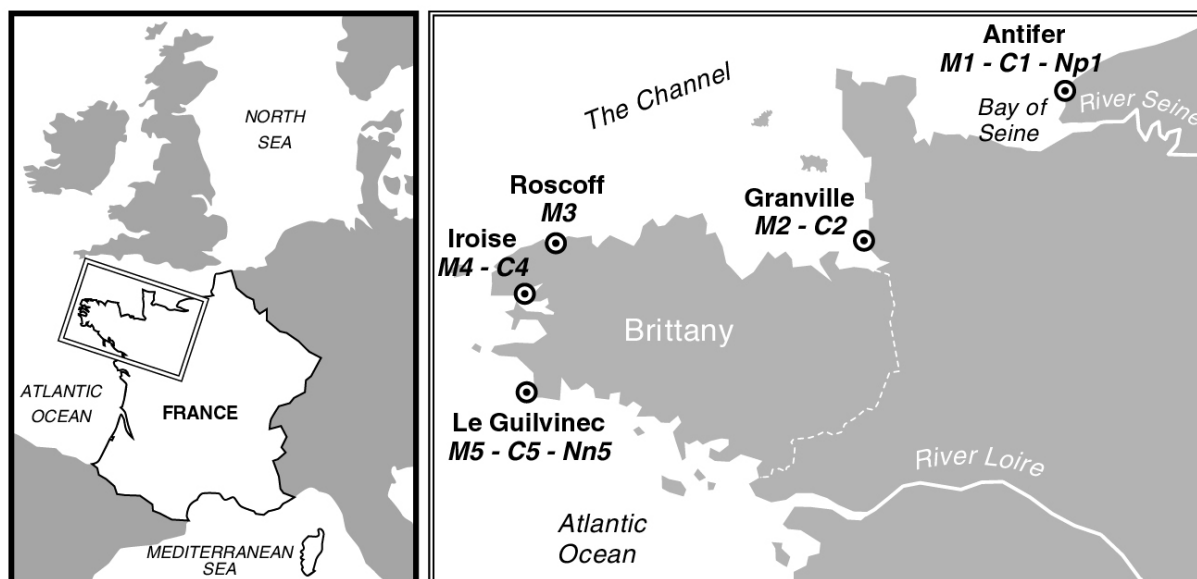 NORTH
SEA
ATLANTIC
OCEAN
FRANCE
MEDITERRANEAN
SEA
The Channel
Antifer
M1 - C1 - Np1
Bay of
Seine
River Seine
Roscoff
M3
Granville
M2 - C2
Iroise
M4 - C4
Brittany
Le Guilvinec
M5 - C5 - Nn5
River Loire
Atlantic
Ocean